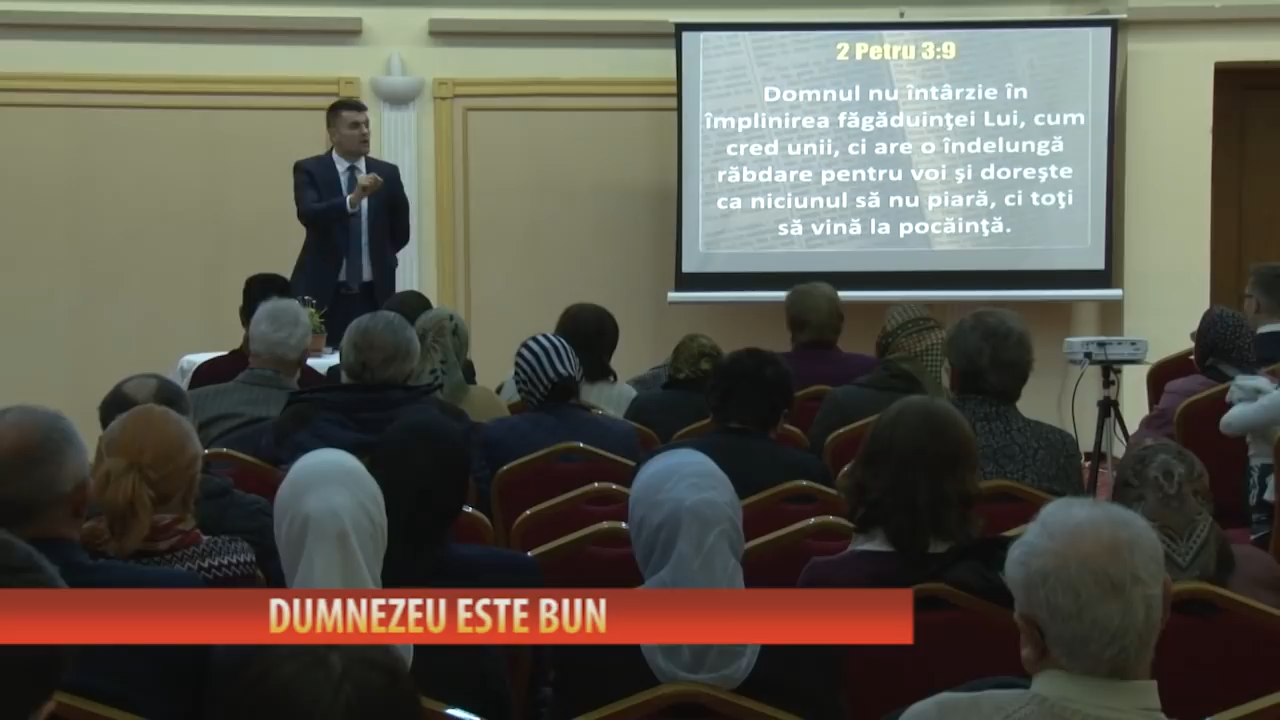 2 Petru 3:9
Domnul nu întârzie în
împlinirea făgăduinţei Lui, cum
cred unii, ci are o îndelungă
răbdare pentru voi şi doreşte
ca niciunul să nu piară, ci toţi
să vină la pocăinţă.
DUMNEZEU ESTE BUN